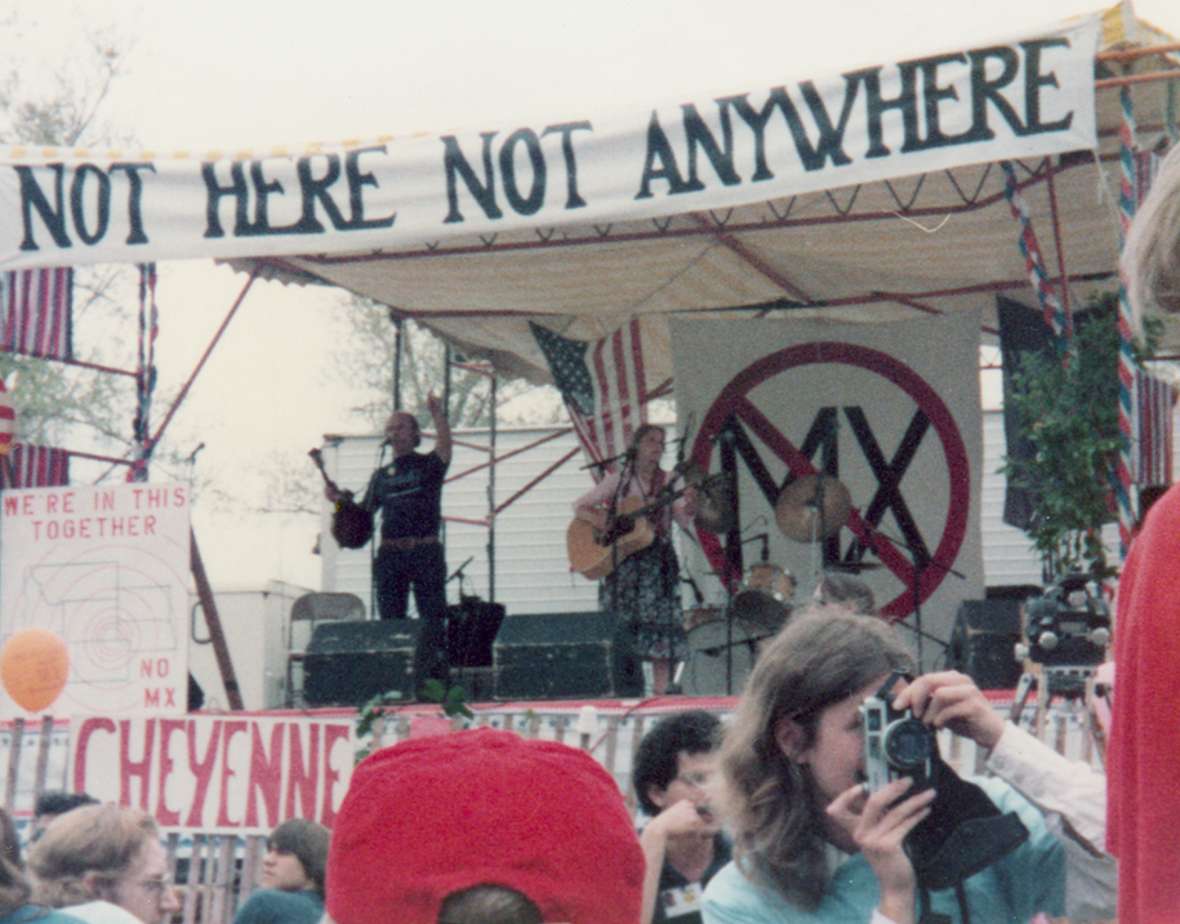 NOT HERE NOT ANYWHERE
MX
WE'RE IN THIS
TOGETHER
NO
MX
CHEYENNE